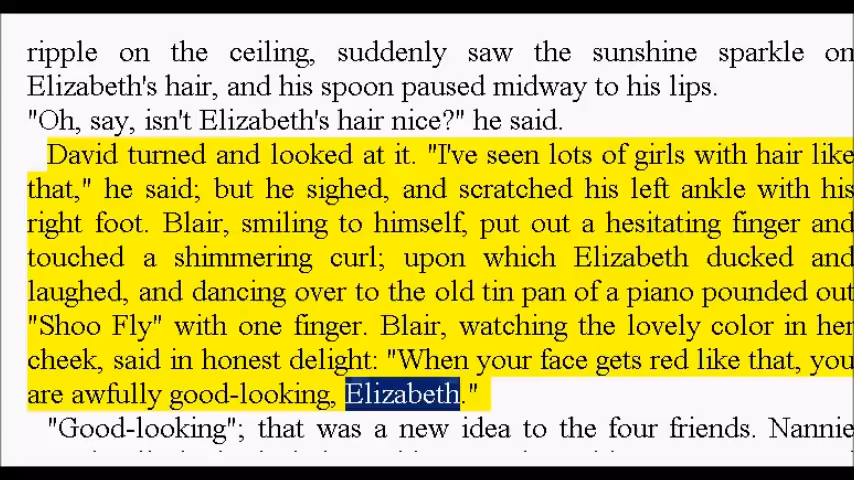 ripple on the ceiling, suddenly saw the sunshine sparkle on
Elizabeth's hair, and his spoon paused midway to his lips.
"Oh, say, isn't Elizabeth's hair nice?" he said.
David turned and looked at it. "I've seen lots of girls with hair like
that," he said; but he sighed, and scratched his left ankle with his
right foot. Blair, smiling to himself, put out a hesitating finger and
touched a shimmering curl; upon which Elizabeth ducked and
laughed, and dancing over to the old tin pan of a piano pounded out
"Shoo Fly" with one finger. Blair, watching the lovely color in her
cheek, said in honest delight: "When your face gets red like that, you
are awfully good-looking, Elizabeth."
"Good-looking"; that was a new idea to the four friends. Nannie